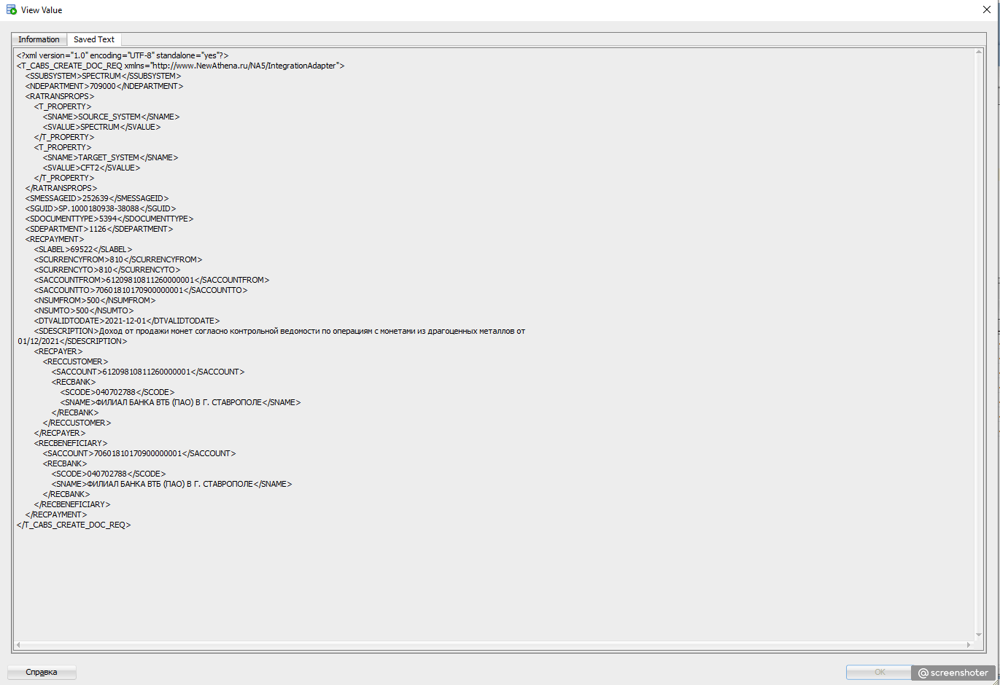 View Value
Information
Saved Text
<?xml version="1.0" encoding="UTF-8" standalone="yes"?>
<T_CABS_CREATE_DOC_REQ xmlns="http://www.NewAthena.ru/NA5/IntegrationAdapter">
<SSUBSYSTEM>SPECTRUM</SSUBSYSTEM>
<NDEPARTMENT>709000</NDEPARTMENT>
<RATRANSPROPS>
<T_PROPERTY>
<SNAME>SOURCE_SYSTEM</SNAME>
<SVALUE>SPECTRUM</SVALUE>
</T_PROPERTY>
<T_PROPERTY>
<SNAME>TARGET_SYSTEM</SNAME>
<SVALUE>CFT2</SVALUE>
</T_PROPERTY>
</RATRANSPROPS>
<SMESSAGEID>252639</SMESSAGEID>
<SGUID>SP.1000180938-38088</SGUID>
<SDOCUMENTTYPE>5394</SDOCUMENTTYPE>
<SDEPARTMENT>1126</SDEPARTMENT>
<RECPAYMENT>
<SLABEL>69522</SLABEL>
<SCURRENCYFROM>810</SCURRENCYFROM>
<SCURRENCYTO>810</SCURRENCYTO>
<SACCOUNTFROM>61209810811260000001</SACCOUNTFROM>
<SACCOUNTTO>70601810170900000001</SACCOUNTTO>
<NSUMFROM>500</NSUMFROM>
<NSUMTO>500</NSUMTO>
<DTVALIDTODATE>2021-12-01</DTVALIDTODATE>
<SDESCRIPTION>Доход от продажи монет согласно контрольной ведомости по операциям с монетами из драгоценных металлов от
01/12/2021</SDESCRIPTION>
<RECPAYER>
<RECCUSTOMER>
<SACCOUNT>61209810811260000001</SACCOUNT>
<RECBANK>
<SCODE>040702788</SCODE>
<SNAME>ФИЛИАЛ БАНКА ВТБ (ПАО) В Г. СТАВРОПОЛЕ</SNAME>
</RECBANK>
</RECCUSTOMER>
</RECPAYER>
<RECBENEFICIARY>
<SACCOUNT>70601810170900000001</SACCOUNT>
<RECBANK>
<SCODE>040702788</SCODE>
<SNAME>ФИЛИАЛ БАНКА ВТБ (ПАО) В Г. СТАВРОПОЛЕ</SNAME>
</RECBANK>
</RECBENEFICIARY>
</RECPAYMENT>
</T_CABS_CREATE_DOC_REQ>
Справка
OK
@screenshoter